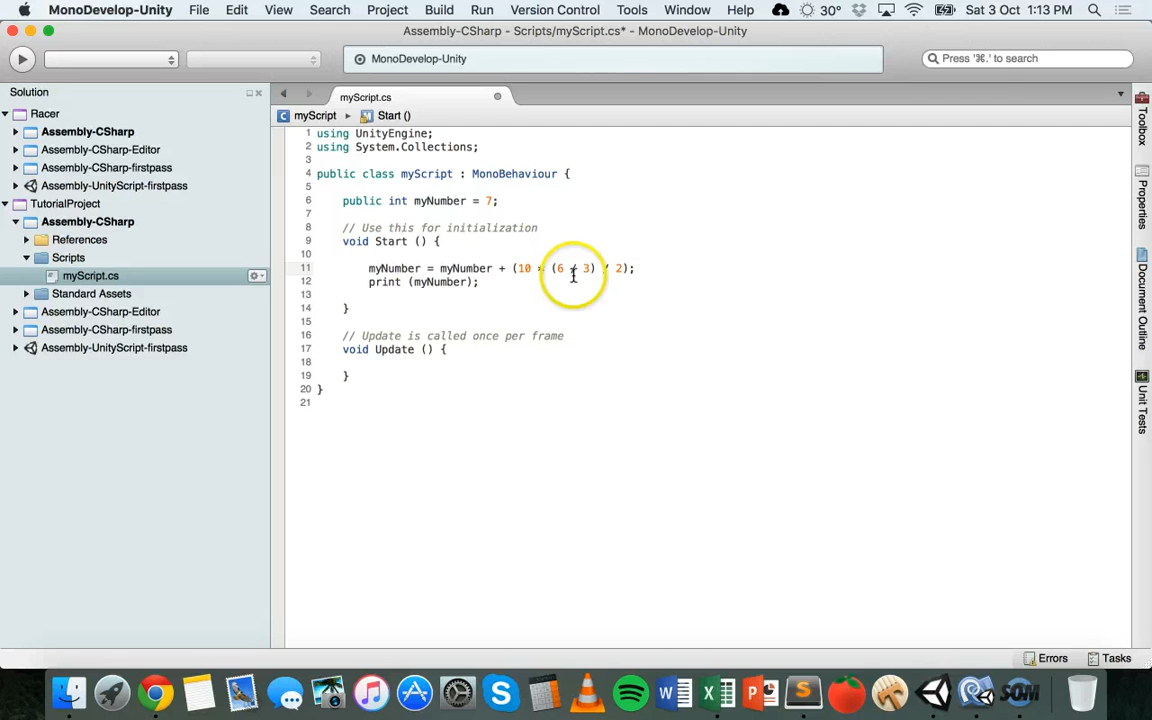 MonoDevelop-Unity File Edit View Search Project Build Run Version Control Tools Window Help 30° Sat 3 Oct 1:13 PM
Assembly-CSharp - Scripts/myScript.cs* - MonoDevelop-Unity
MonoDevelop-Unity
Press '⌘.' to search
Solution
Racer
Assembly-CSharp
Assembly-CSharp-Editor
Assembly-CSharp-firstpass
Assembly-UnityScript-firstpass
TutorialProject
Assembly-CSharp
References
Scripts
myScript.cs
Standard Assets
Assembly-CSharp-Editor
Assembly-CSharp-firstpass
Assembly-UnityScript-firstpass
myScript.cs
myScript Start ()
1 using UnityEngine;
2 using System.Collections;
3
4 public class myScript : MonoBehaviour {
5
6 public int myNumber = 7;
7
8 // Use this for initialization
9 void Start () {
10
11 myNumber = myNumber + (10 * (6 / 3) / 2);
12 print (myNumber);
13
14 }
15
16 // Update is called once per frame
17 void Update () {
18
19 }
20 }
21
Toolbox
Properties
Document Outline
Unit Tests
Errors Tasks
SOM